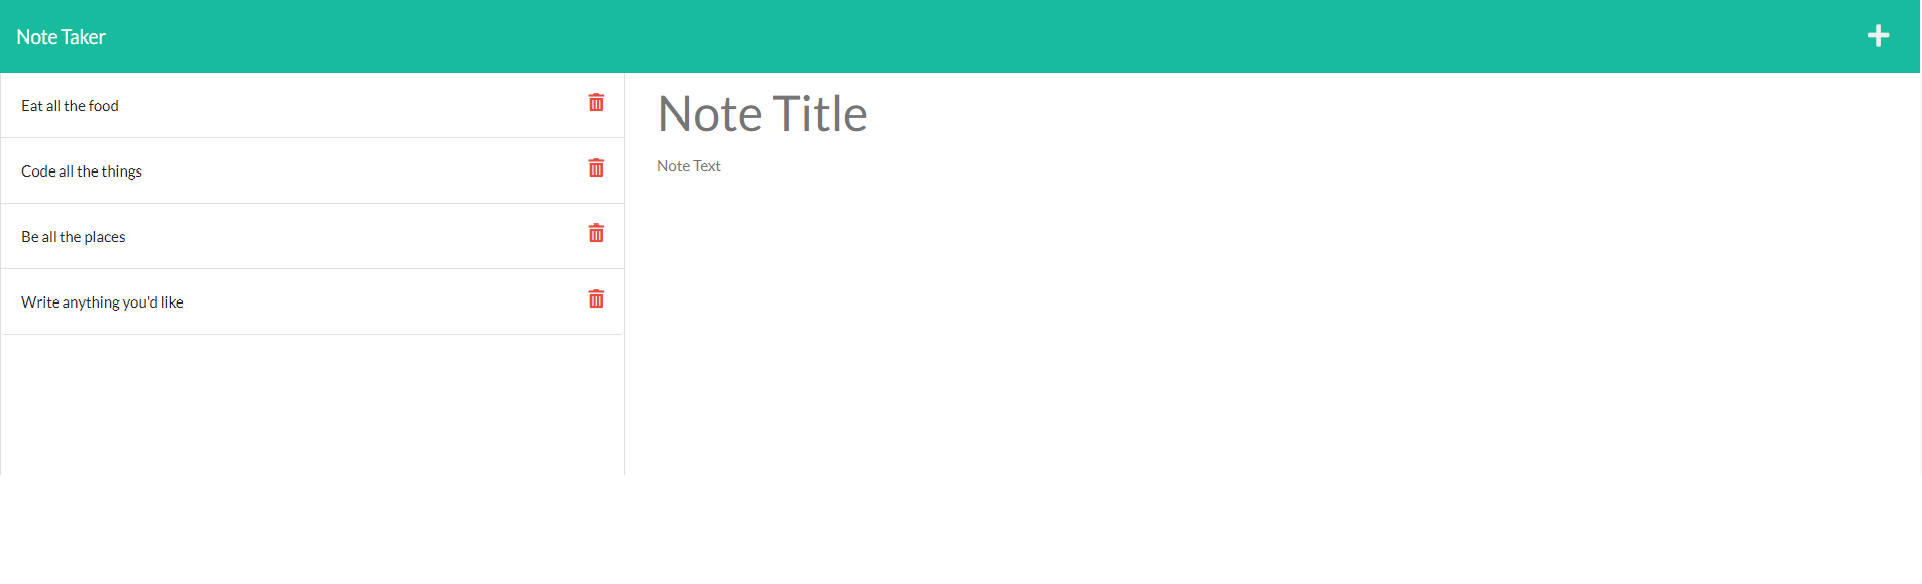 Note Taker
Eat all the food
Code all the things
Be all the places
Write anything you'd like
Note Title
Note Text